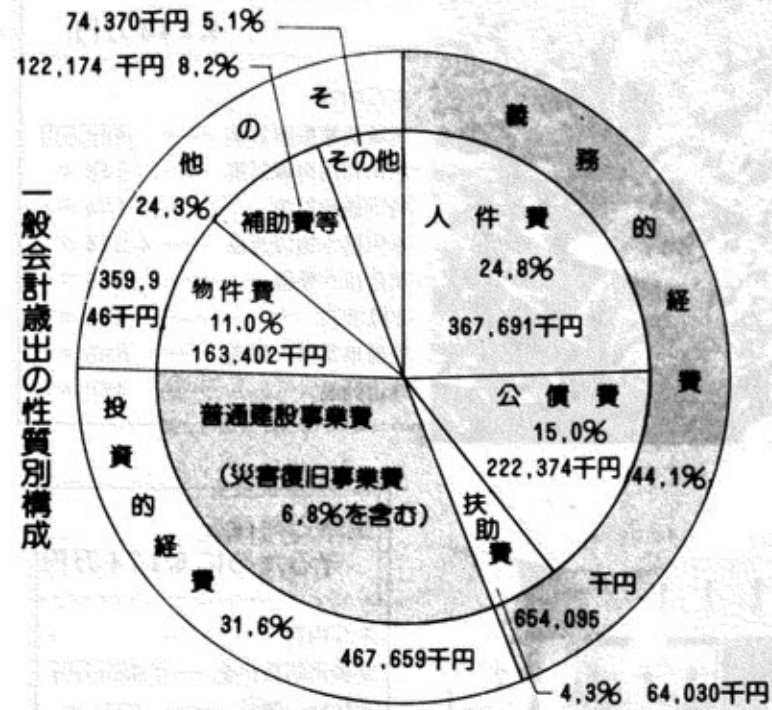 一般会計歳出の性質別構成
74,370千円 5.1%
122,174 千円 8.2%
その他
24.3%
359,9
46千円
義務的経費
44.1%
千円
654,095
投資的経費
31.6%
467,659千円
その他
補助費等
物件費
11.0%
163,402千円
人件費
24.8%
367,691千円
公債費
15.0%
222,374千円
扶助費
4.3% 64,030千円
普通建設事業費
(災害復旧事業費
6.8%を含む)